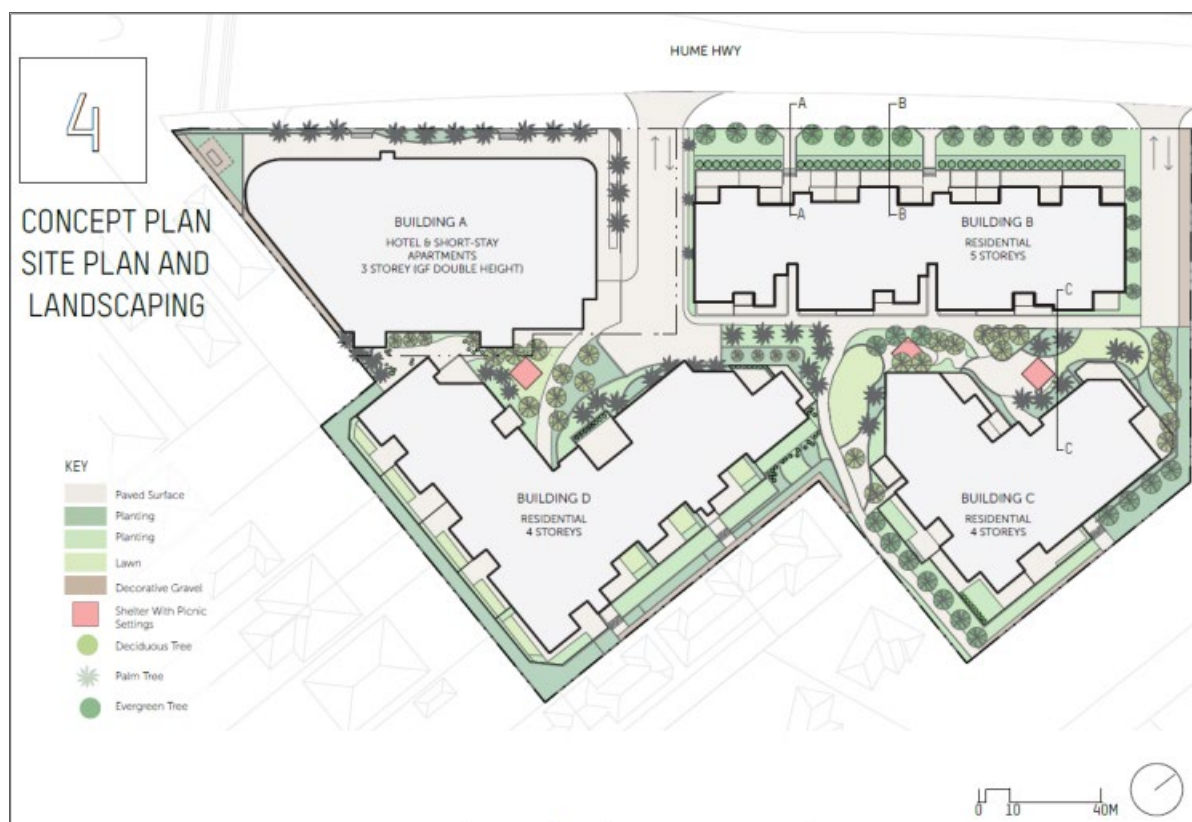 HUME HWY
4
CONCEPT PLAN
SITE PLAN AND
LANDSCAPING
A
B
BUILDING A
HOTEL & SHORT-STAY
APARTMENTS
3 STOREY (GF DOUBLE HEIGHT)
A
B
BUILDING B
RESIDENTIAL
5 STOREYS
C
C
BUILDING D
RESIDENTIAL
4 STOREYS
BUILDING C
RESIDENTIAL
4 STOREYS
KEY
Paved Surface
Planting
Planting
Lawn
Decorative Gravel
Shelter With Picnic
Settings
Deciduous Tree
Palm Tree
Evergreen Tree
0 10 40M